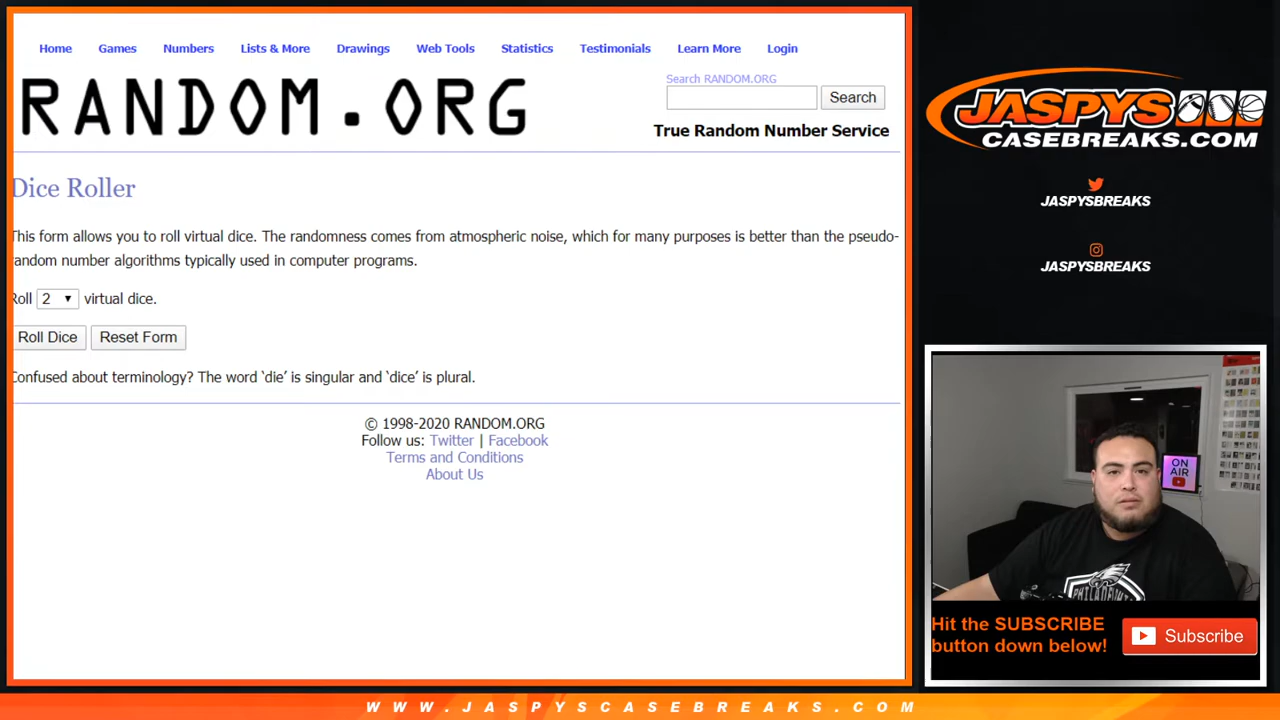 Home Games Numbers Lists & More Drawings Web Tools Statistics Testimonials Learn More Login
RANDOM.ORG
Search RANDOM.ORG
Search
True Random Number Service
Dice Roller
This form allows you to roll virtual dice. The randomness comes from atmospheric noise, which for many purposes is better than the pseudo-
random number algorithms typically used in computer programs.
Roll 2 virtual dice.
Roll Dice Reset Form
Confused about terminology? The word ‘die’ is singular and ‘dice’ is plural.
© 1998-2020 RANDOM.ORG
Follow us: Twitter | Facebook
Terms and Conditions
About Us
JASPYS
CASEBREAKS.COM
JASPYSBREAKS
JASPYSBREAKS
ON
AIR
Hit the SUBSCRIBE
button down below!
Subscribe
WWW.JASPYSCASEBREAKS.COM